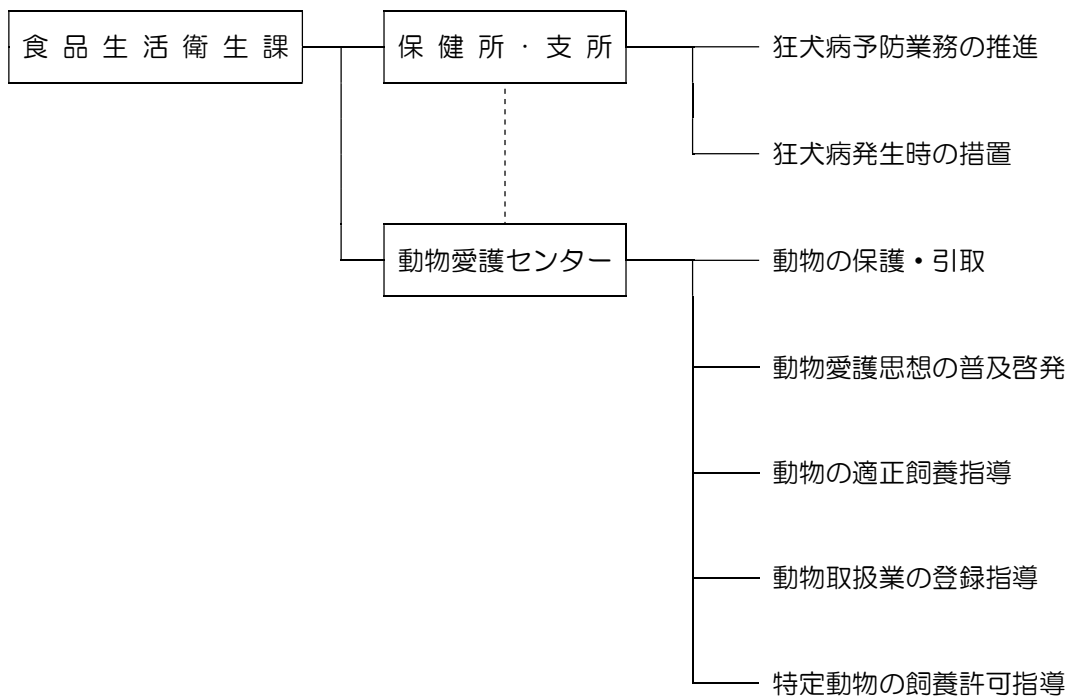 食品生活衛生課
保健所・支所
狂犬病予防業務の推進
狂犬病発生時の措置
動物愛護センター
動物の保護・引取
動物愛護思想の普及啓発
動物の適正飼養指導
動物取扱業の登録指導
特定動物の飼養許可指導